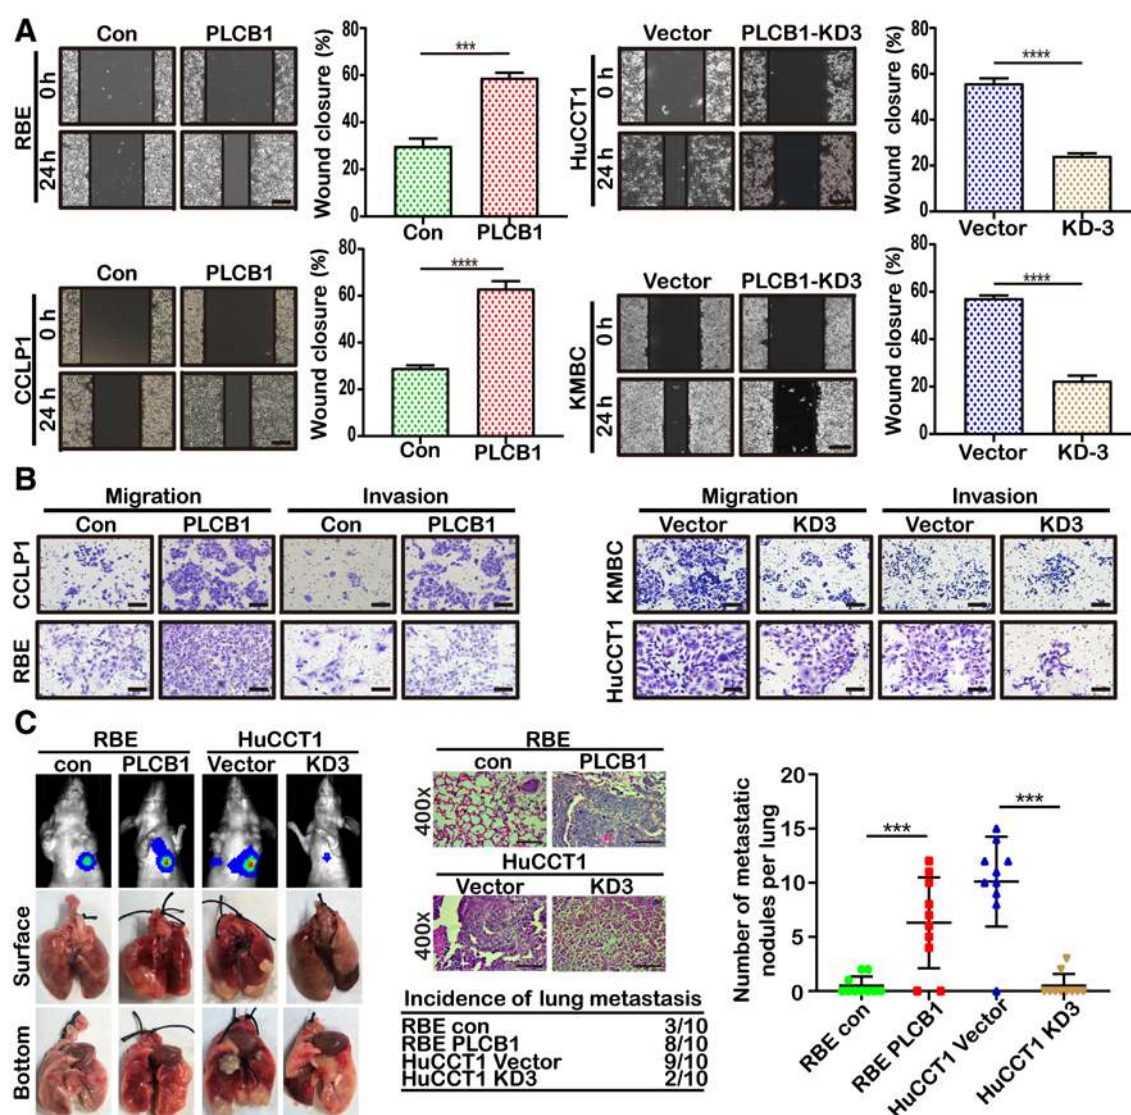 A
Con PLCB1
RBE
0 h
24 h
Wound closure (%)
80
60
40
20
0
***
Con PLCB1
Vector PLCB1-KD3
HuCCT1
0 h
24 h
Wound closure (%)
80
60
40
20
0
****
Vector KD-3
Con PLCB1
CCLP1
0 h
24 h
Wound closure (%)
80
60
40
20
0
****
Con PLCB1
Vector PLCB1-KD3
KMBC
0 h
24 h
Wound closure (%)
80
60
40
20
0
****
Vector KD-3
B
Migration Invasion
Con PLCB1 Con PLCB1
CCLP1
RBE
Migration Invasion
Vector KD3 Vector KD3
KMBC
HuCCT1
C
RBE HuCCT1
con PLCB1 Vector KD3
Surface
Bottom
RBE
con PLCB1
400x
HuCCT1
Vector KD3
400x
Incidence of lung metastasis
RBE con 3/10
RBE PLCB1 8/10
HuCCT1 Vector 9/10
HuCCT1 KD3 2/10
Number of metastatic
nodules per lung
20
15
10
5
0
***
***
RBE con
RBE PLCB1
HuCCT1 Vector
HuCCT1 KD3